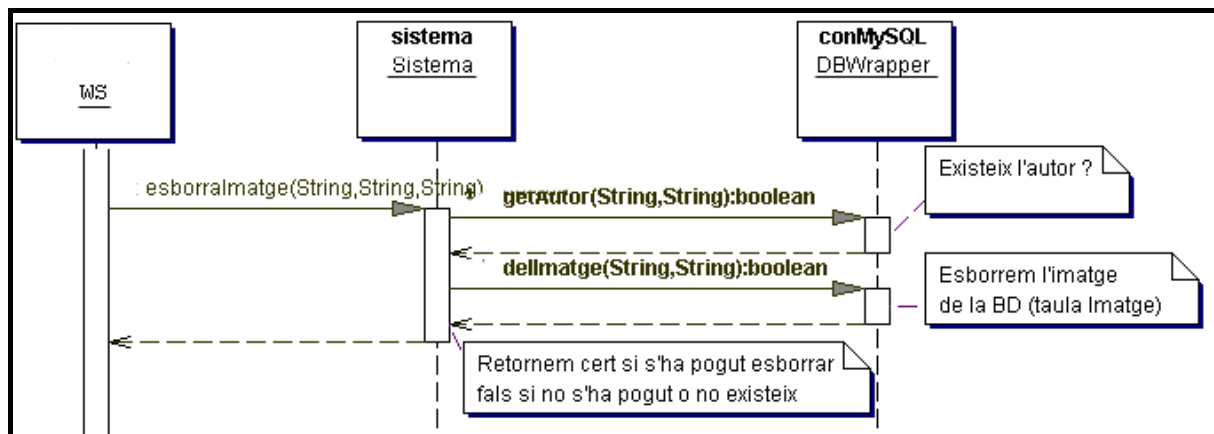 sistema
Sistema
conMySQL
DBWrapper
WS
Existeix l'autor ?
: esborraImatge(String,String,String)
getAutor(String,String):boolean
delImatge(String,String):boolean
Esborrem l'imatge
de la BD (taula Imatge)
Retornem cert si s'ha pogut esborrar
fals si no s'ha pogut o no existeix